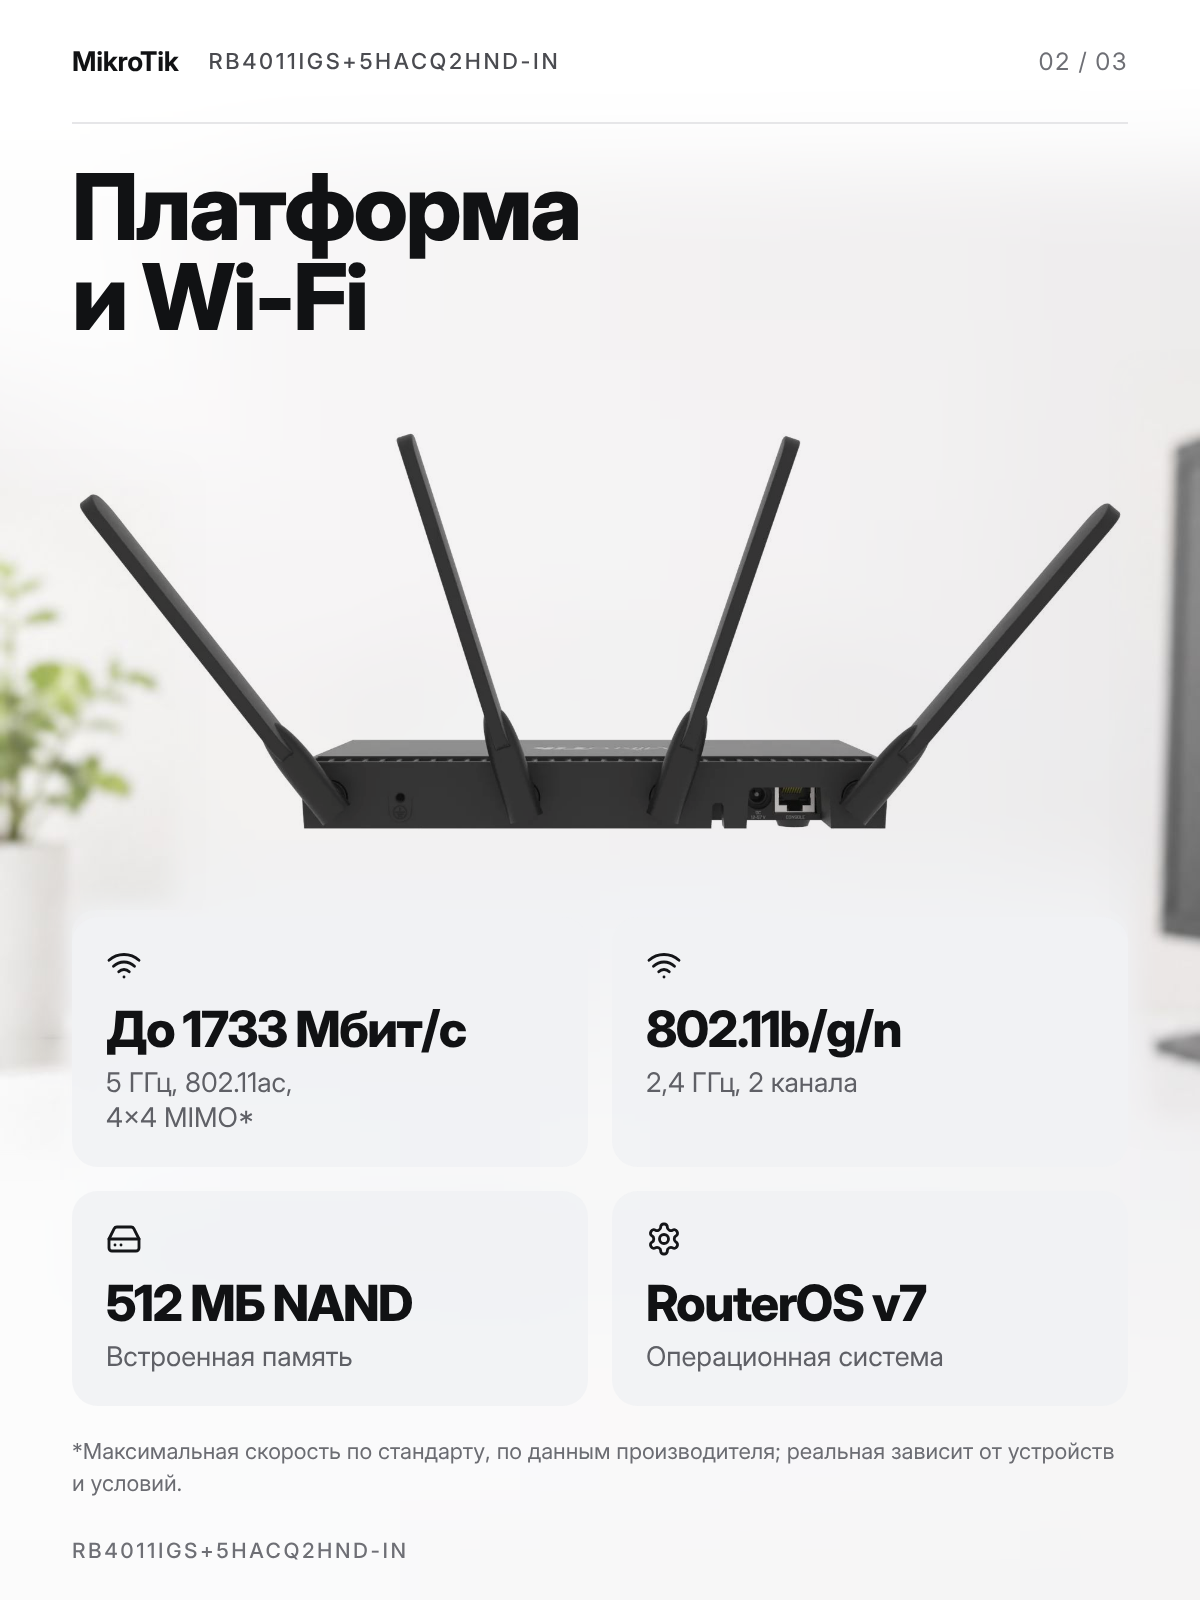 MikroTik RB4011IGS+5HACQ2HND-IN 02 / 03
Платформа
и Wi-Fi
CONSOLE
До 1733 Мбит/с
5 ГГц, 802.11ac,
4×4 MIMO*
802.11b/g/n
2,4 ГГц, 2 канала
512 МБ NAND
Встроенная память
RouterOS v7
Операционная система
*Максимальная скорость по стандарту, по данным производителя; реальная зависит от устройств
и условий.
RB4011IGS+5HACQ2HND-IN